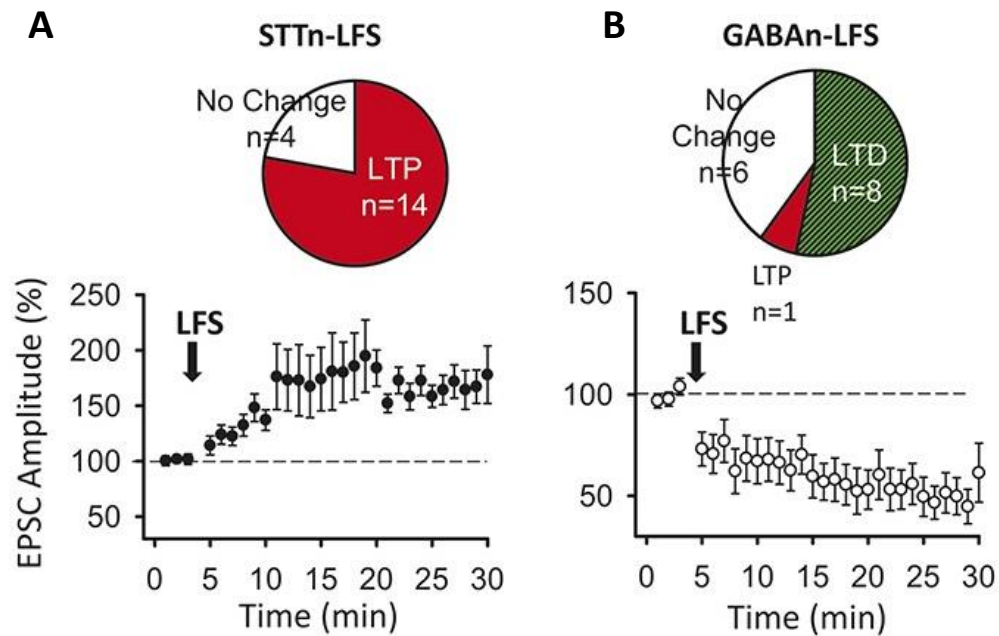 A
STTn-LFS
No Change
n=4
LTP
n=14
EPSC Amplitude (%)
250
200
150
100
50
LFS
0 5 10 15 20 25 30
Time (min)
B
GABAn-LFS
No
Change
n=6
LTD
n=8
LTP
n=1
150
100
50
LFS
0 5 10 15 20 25 30
Time (min)